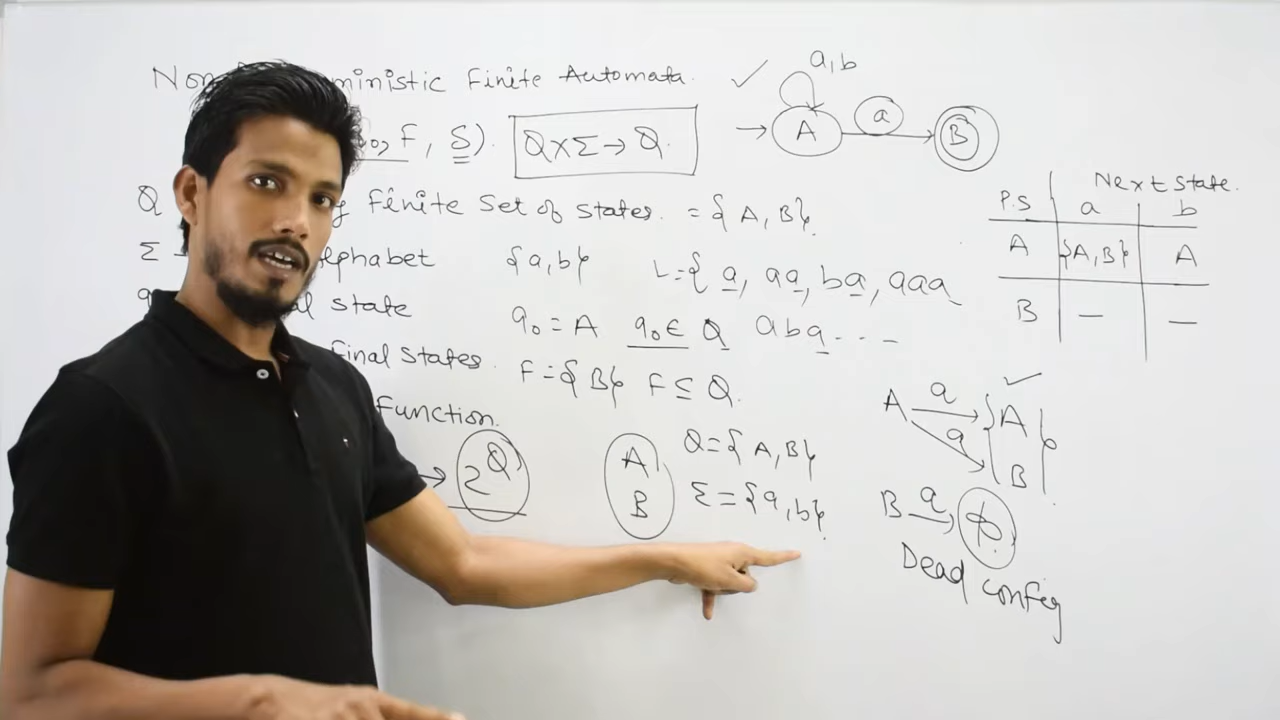 Non ministic Finite Automata. ✓
, F, δ). Q×Σ→Q
Q Finite Set of States. = {A, B}.
Σ - alphabet {a, b} L={ a, aa, ba, aaa
State q₀ = A q₀ ∈ Q aba - - -
Final States. F = {B} F ⊆ Q.
Function.
→ 2^Q
A
B
Q = {A, B}
Σ = {a, b}.
a, b
→ A a B
Next State.
P.S a b
A {A, B} A
B — —
A a {A }
a B
✓
B a ϕ
Dead config